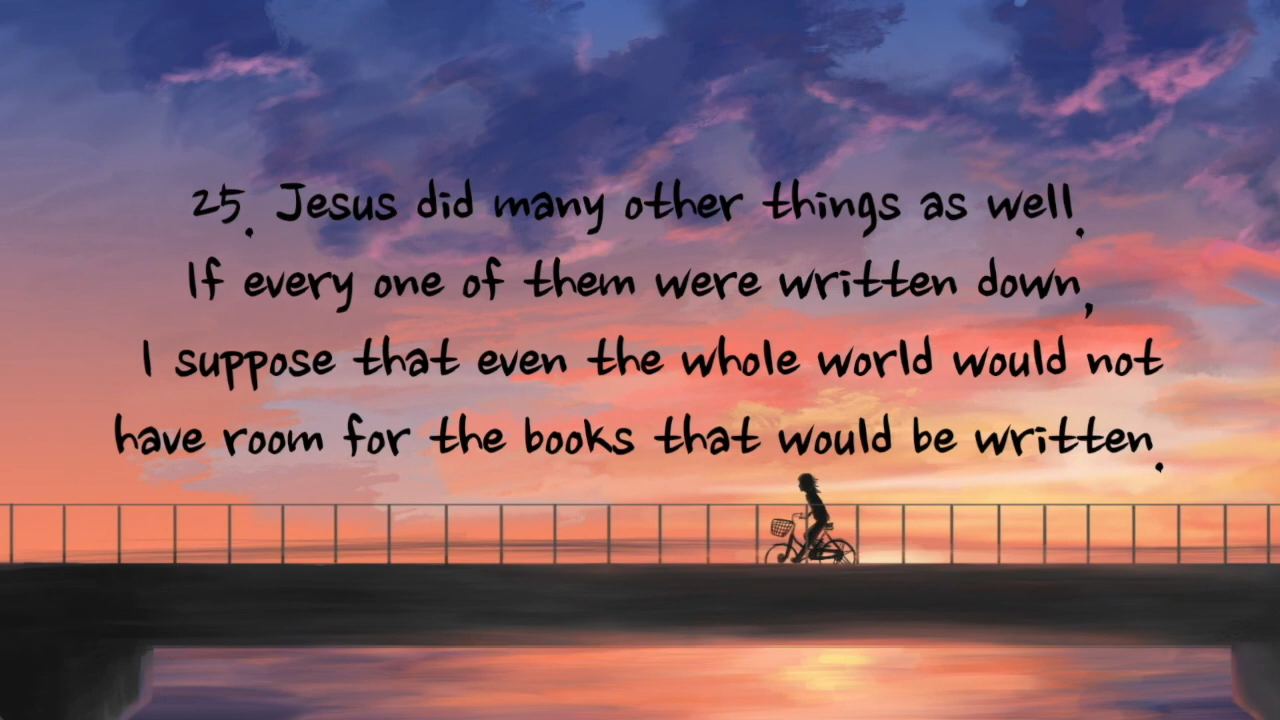 25. Jesus did many other things as well.
If every one of them were written down,
I suppose that even the whole world would not
have room for the books that would be written.